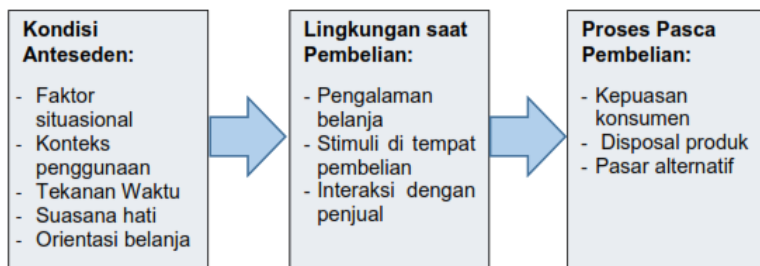 Kondisi
Anteseden:
- Faktor
situasional
- Konteks
penggunaan
- Tekanan Waktu
- Suasana hati
- Orientasi belanja
Lingkungan saat
Pembelian:
- Pengalaman
belanja
- Stimuli di tempat
pembelian
- Interaksi dengan
penjual
Proses Pasca
Pembelian:
- Kepuasan
konsumen
- Disposal produk
- Pasar alternatif